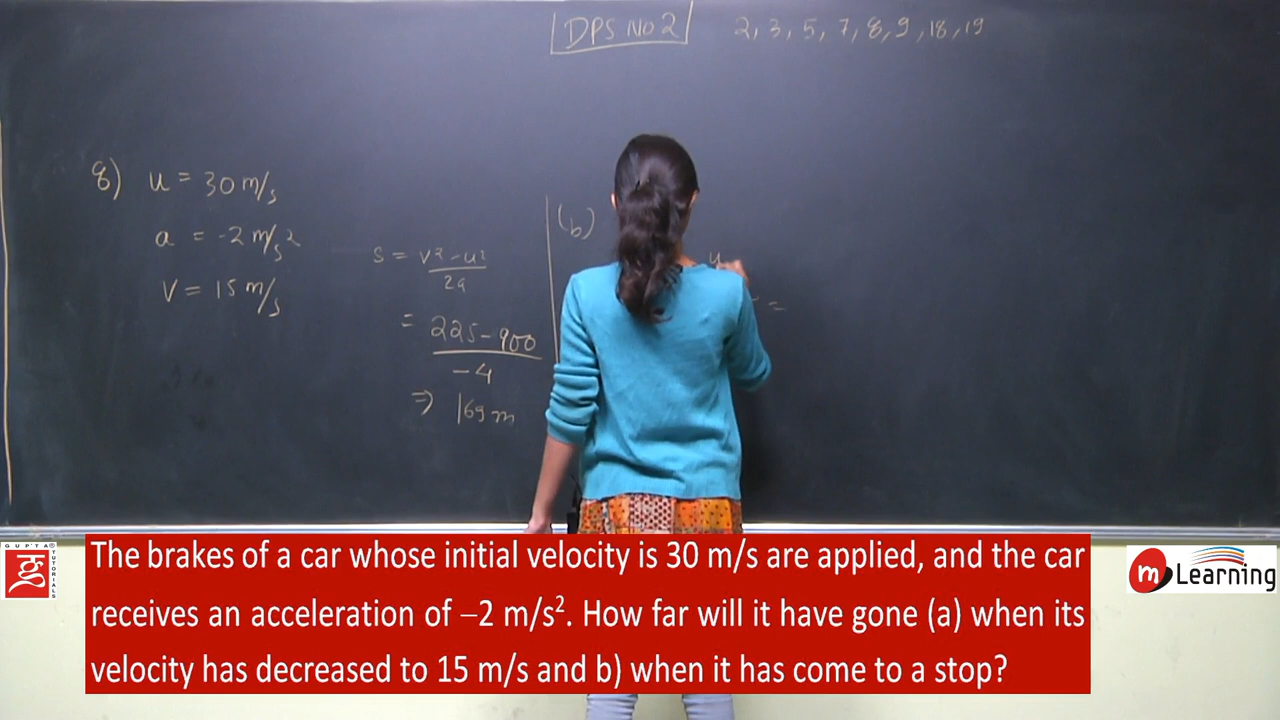 DPS NO 2
2, 3, 5, 7, 8, 9, 18, 19
8) u = 30 m/s
a = -2 m/s²
v = 15 m/s
s = v² - u²
2a
= 225 - 900
-4
⇒ 169 m
(b)
u
=
The brakes of a car whose initial velocity is 30 m/s are applied, and the car
receives an acceleration of −2 m/s². How far will it have gone (a) when its
velocity has decreased to 15 m/s and b) when it has come to a stop?
GUPTA
TUTORIALS
m Learning